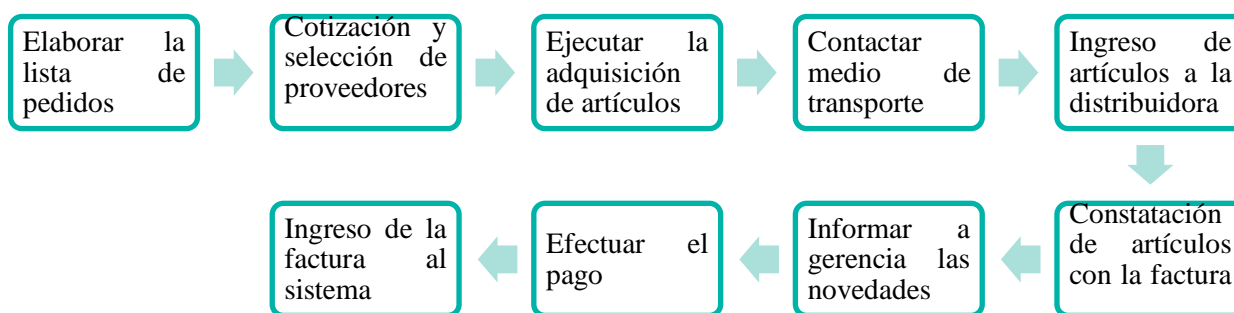 Elaborar la
lista de
pedidos
Cotización y
selección de
proveedores
Ejecutar la
adquisición
de artículos
Contactar
medio de
transporte
Ingreso de
artículos a la
distribuidora
Constatación
de artículos
con la factura
Informar a
gerencia las
novedades
Efectuar el
pago
Ingreso de la
factura al
sistema